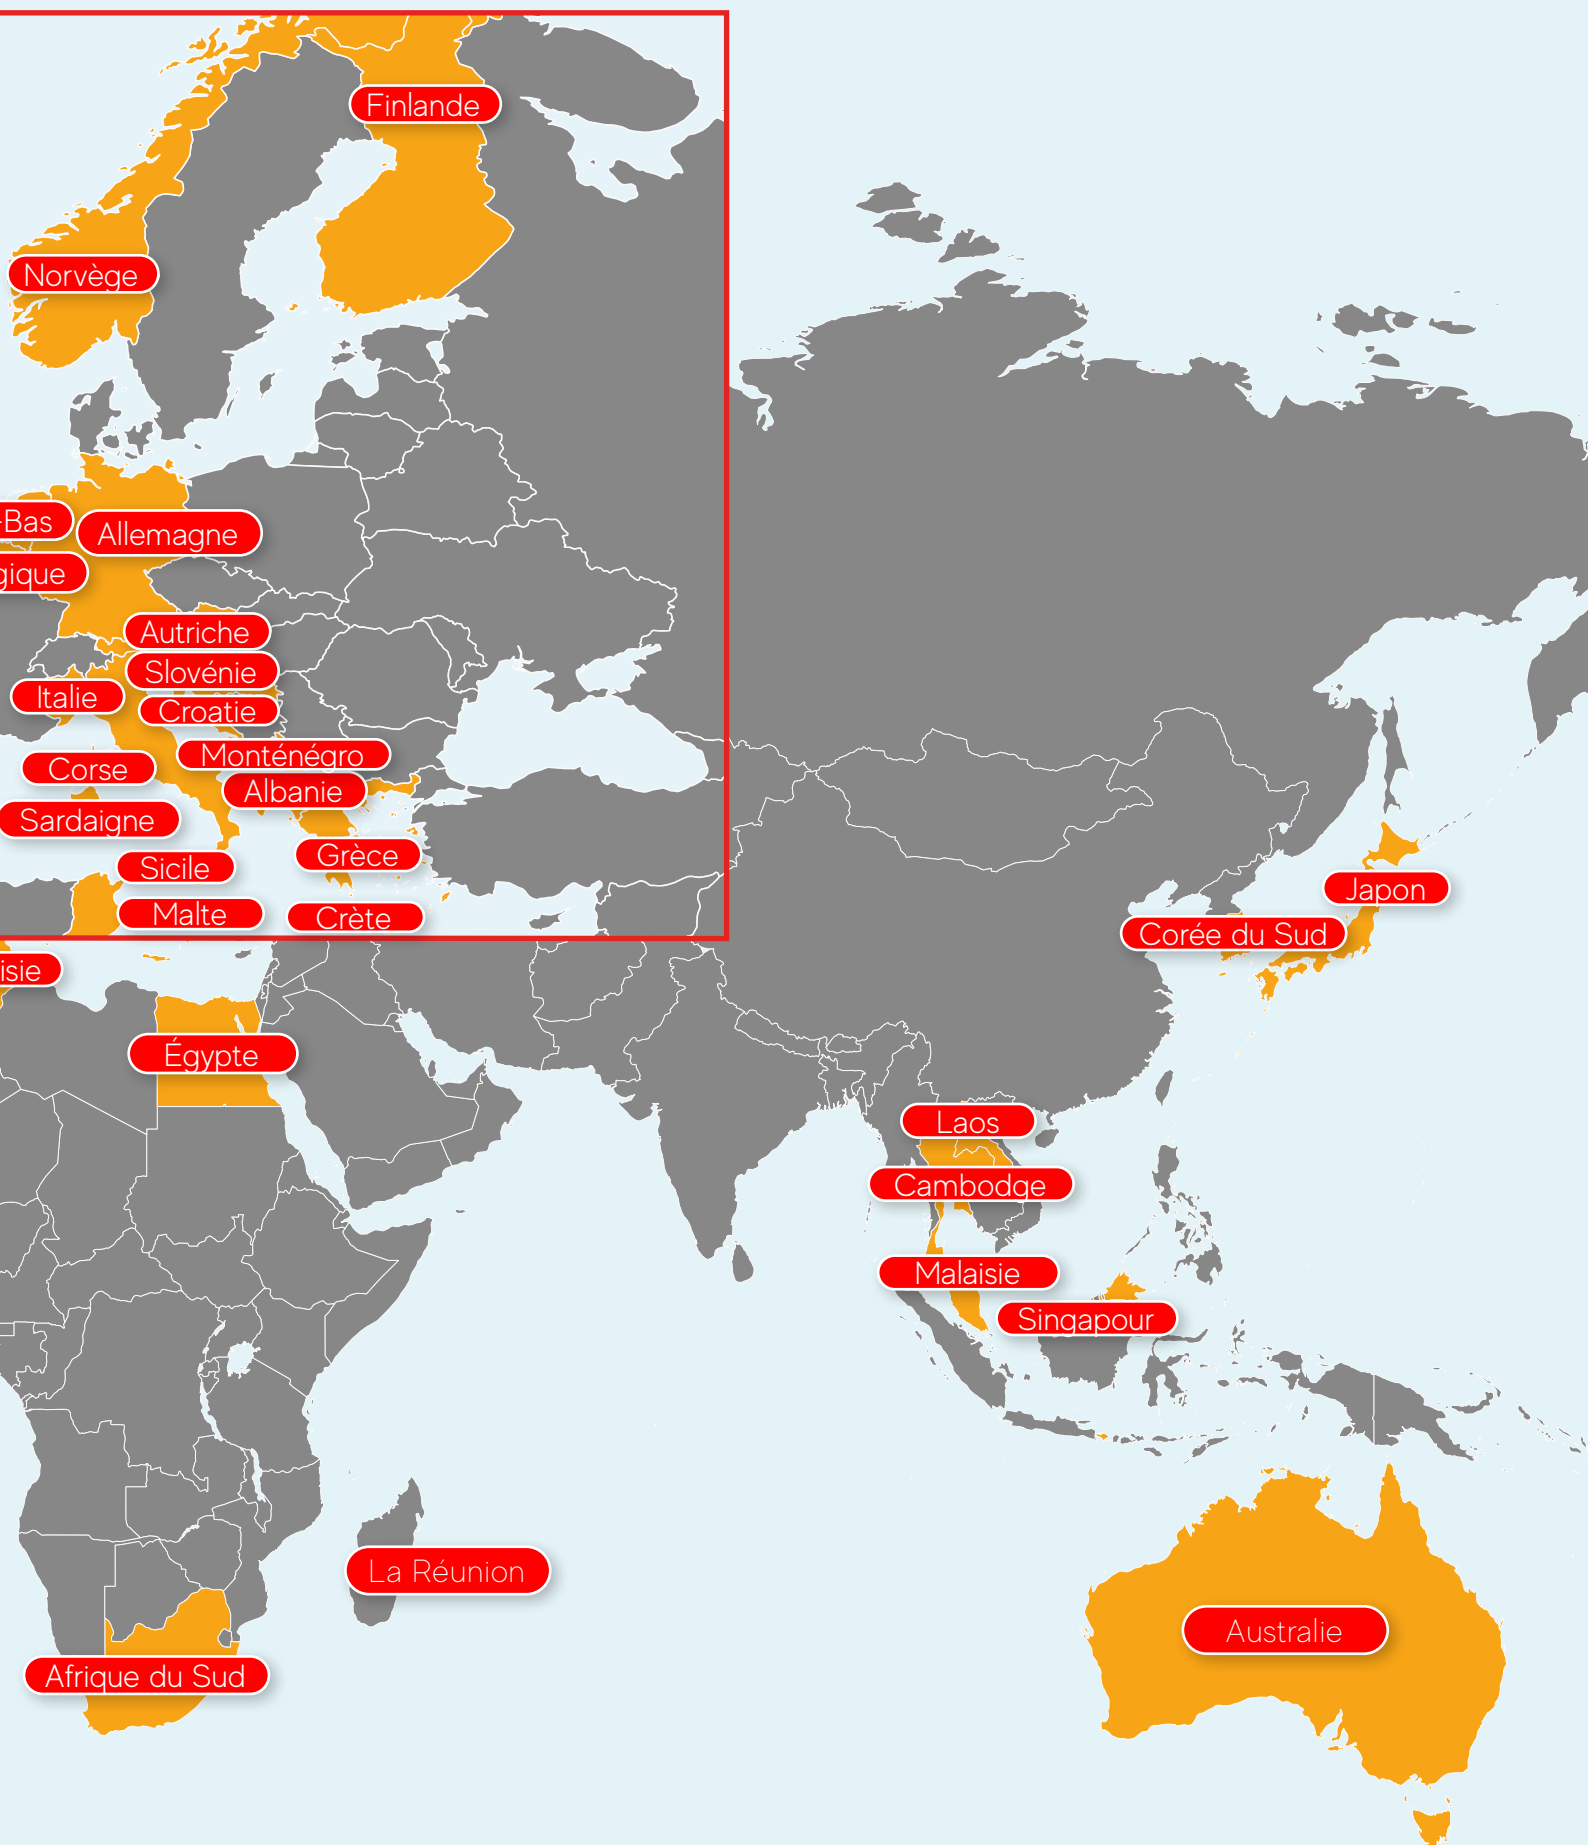 Finlande
Norvège
-Bas
Allemagne
gique
Autriche
Slovénie
Italie
Croatie
Monténégro
Corse
Albanie
Sardaigne
Grèce
Sicile
Malte
Crète
Japon
Corée du Sud
isie
Égypte
Laos
Cambodge
Malaisie
Singapour
La Réunion
Australie
Afrique du Sud